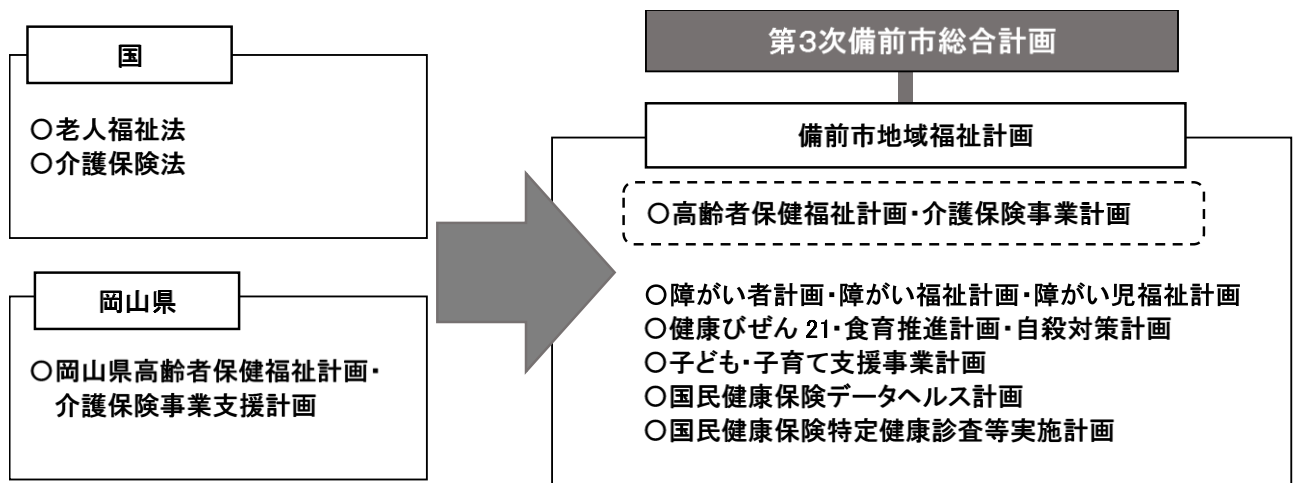 国
○老人福祉法
○介護保険法
岡山県
○岡山県高齢者保健福祉計画・
介護保険事業支援計画
第3次備前市総合計画
備前市地域福祉計画
○高齢者保健福祉計画・介護保険事業計画
○障がい者計画・障がい福祉計画・障がい児福祉計画
○健康びぜん 21・食育推進計画・自殺対策計画
○子ども・子育て支援事業計画
○国民健康保険データヘルス計画
○国民健康保険特定健康診査等実施計画